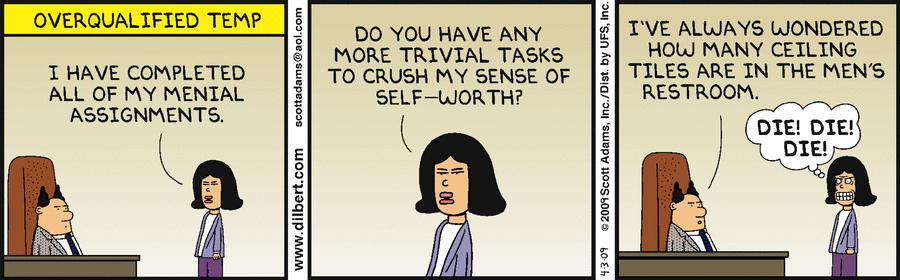 OVERQUALIFIED TEMP
I HAVE COMPLETED
ALL OF MY MENIAL
ASSIGNMENTS.
www.dilbert.com
scottadams@aol.com
DO YOU HAVE ANY
MORE TRIVIAL TASKS
TO CRUSH MY SENSE OF
SELF-WORTH?
4-3-09
© 2009 Scott Adams, Inc./Dist. by UFS, Inc.
I'VE ALWAYS WONDERED
HOW MANY CEILING
TILES ARE IN THE MEN'S
RESTROOM.
DIE! DIE!
DIE!